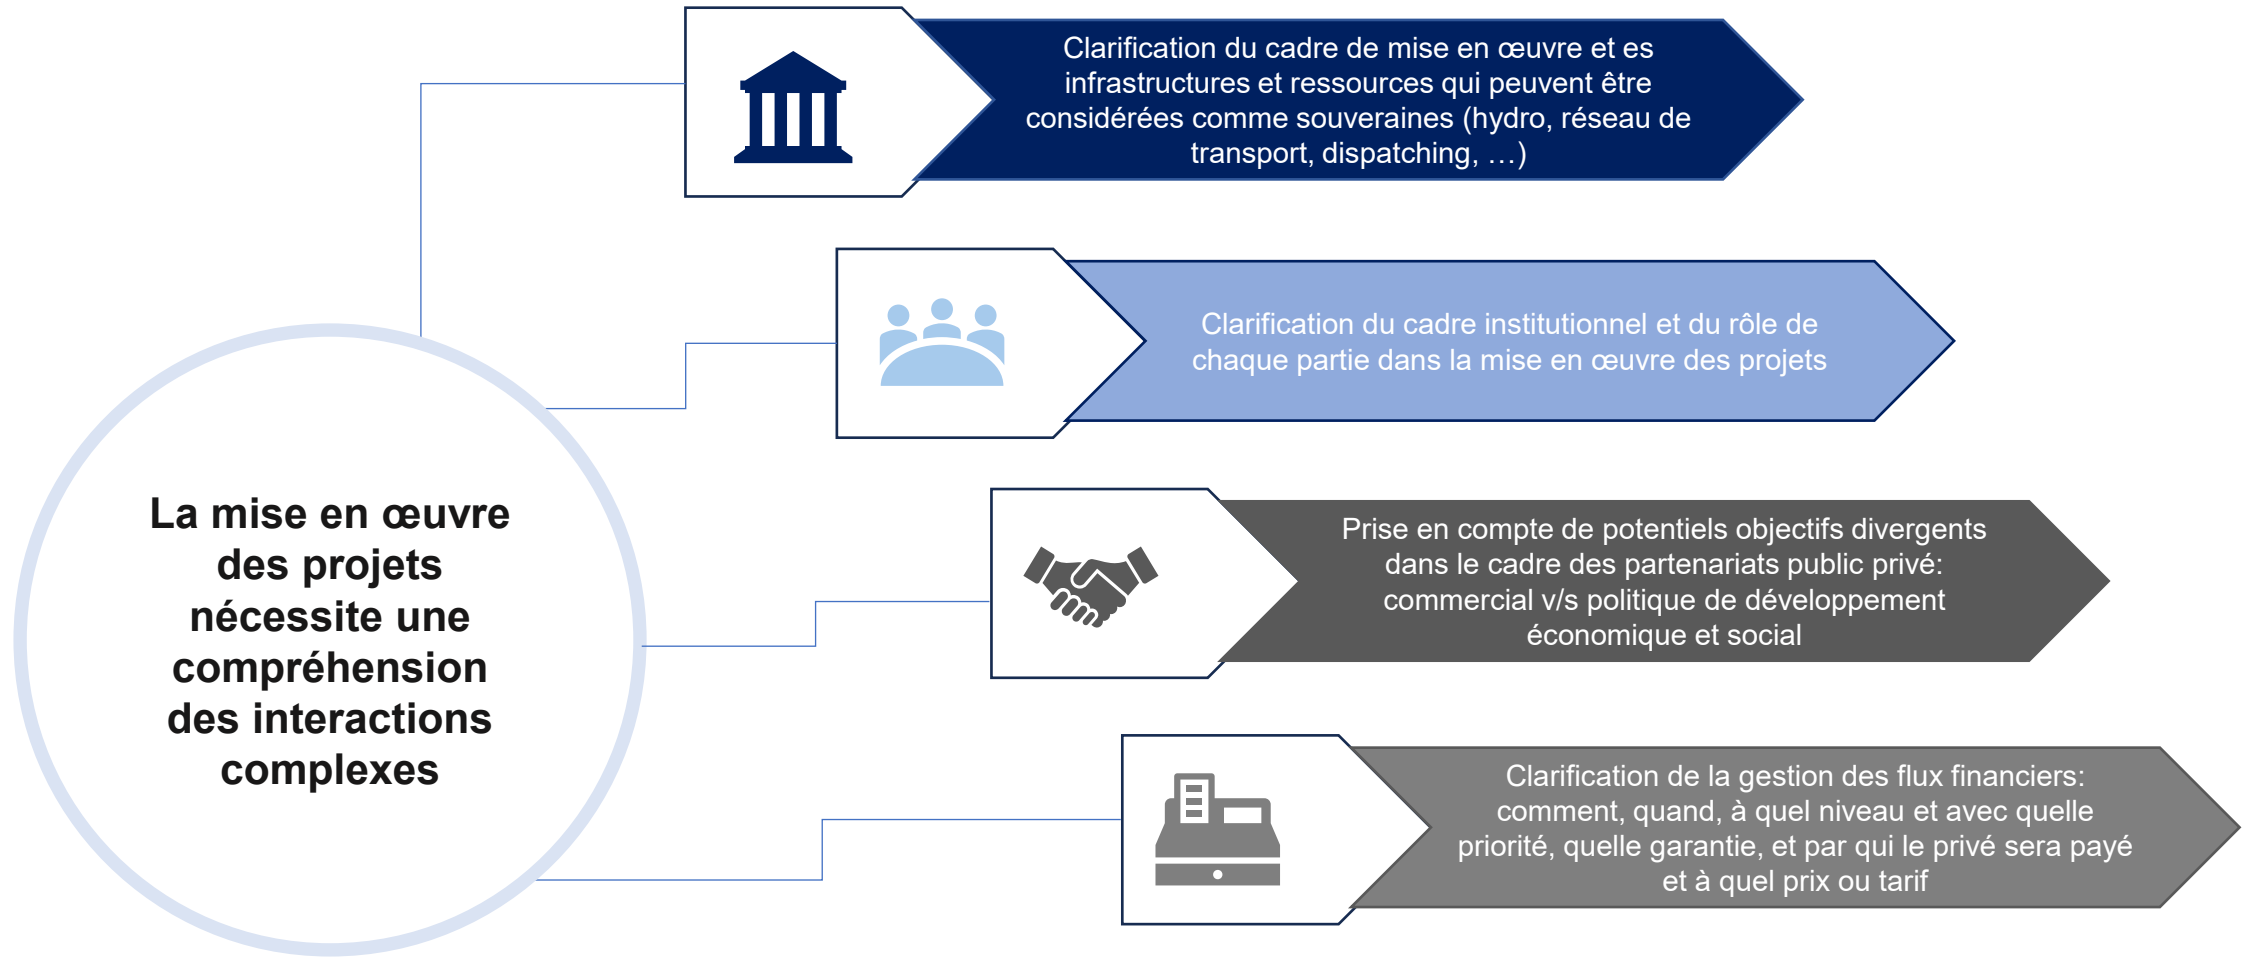 Clarification du cadre de mise en œuvre et es
infrastructures et ressources qui peuvent être
considérées comme souveraines (hydro, réseau de
transport, dispatching, …)
Clarification du cadre institutionnel et du rôle de
chaque partie dans la mise en œuvre des projets
La mise en œuvre
des projets
nécessite une
compréhension
des interactions
complexes
Prise en compte de potentiels objectifs divergents
dans le cadre des partenariats public privé:
commercial v/s politique de développement
économique et social
Clarification de la gestion des flux financiers:
comment, quand, à quel niveau et avec quelle
priorité, quelle garantie, et par qui le privé sera payé
et à quel prix ou tarif